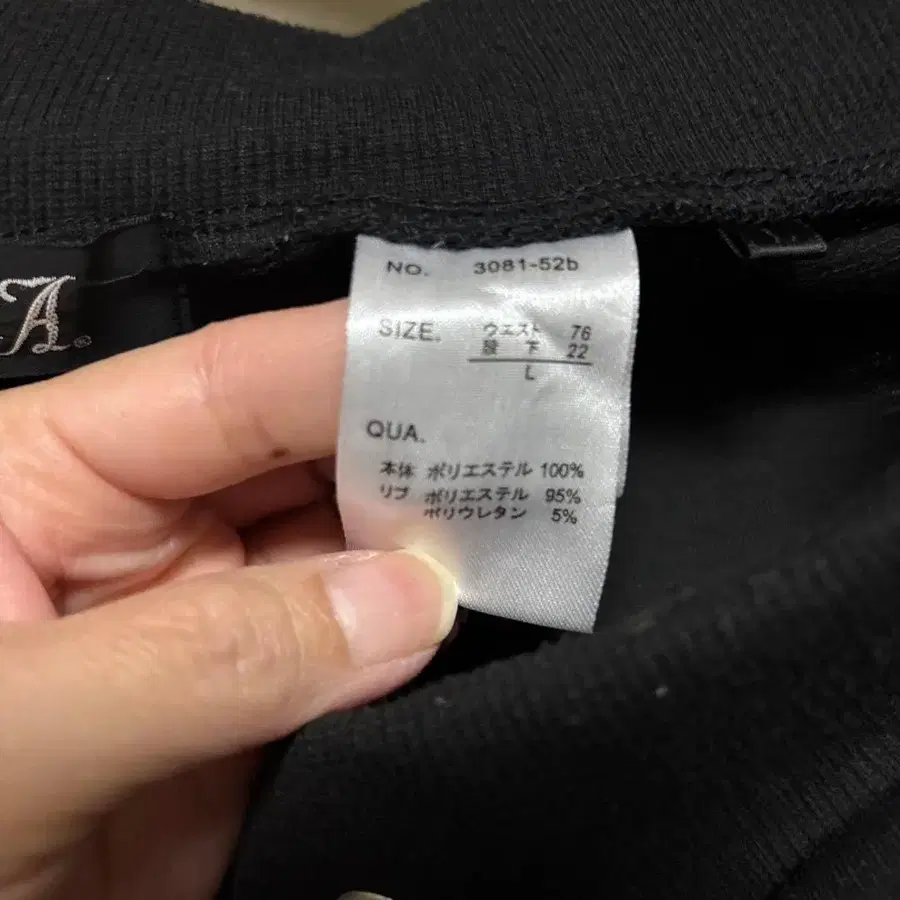 A®
NO. 3081-52b
SIZE. ウエスト 76
股下 22
L
QUA.
本体 ポリエステル 100%
リブ ポリエステル 95%
ポリウレタン 5%